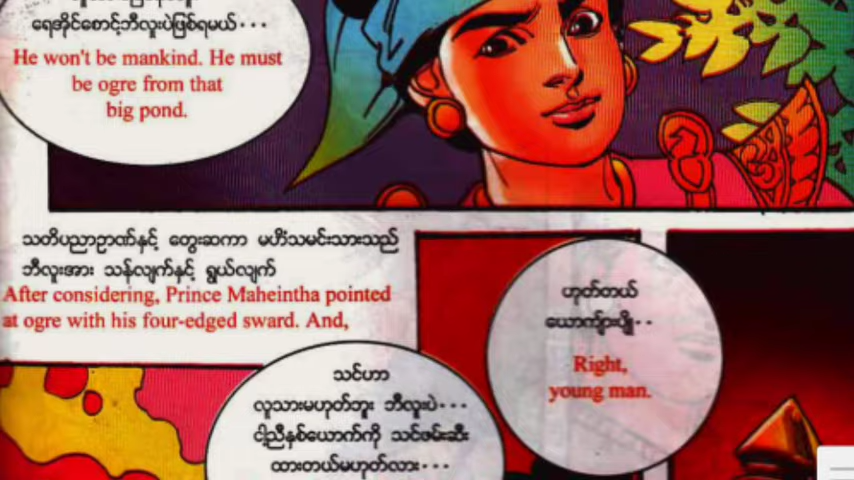 ရေအိုင်စောင့်ဘီလူးပဲဖြစ်ရမယ်···
He won't be mankind. He must
be ogre from that
big pond.
သတိပညာဉာဏ်နှင့် တွေးဆကာ မဟိံသမင်းသားသည်
ဘီလူးအား သန်လျက်နှင့် ရွယ်လျက်
After considering, Prince Maheintha pointed
at ogre with his four-edged sward. And,
ဟုတ်တယ်
ယောက်ျားပျို··
Right,
young man.
သင်ဟာ
လူသားမဟုတ်ဘူး ဘီလူးပဲ···
ငါ့ညီနှစ်ယောက်ကို သင်ဖမ်းဆီး
ထားတယ်မဟုတ်လား···